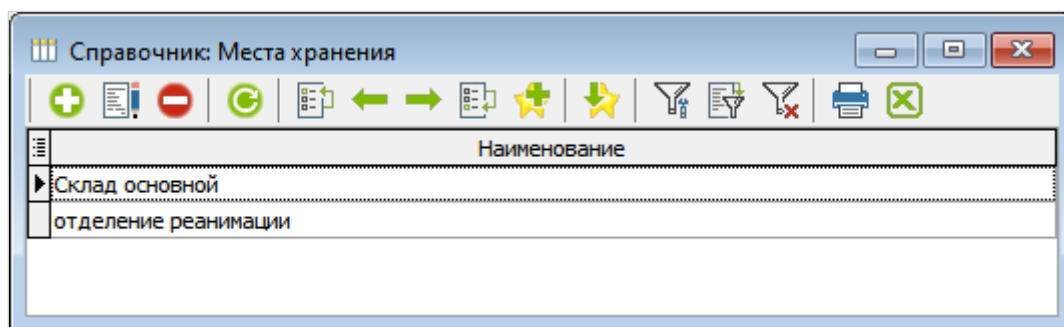 Справочник: Места хранения
Наименование
Склад основной
отделение реанимации